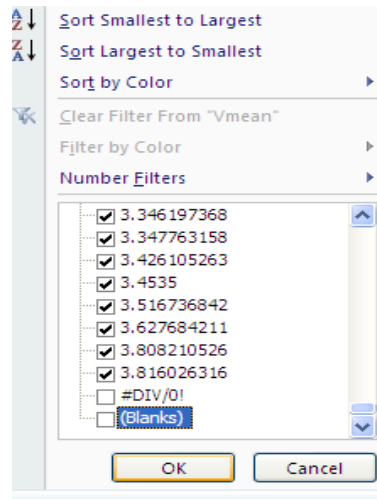 Sort Smallest to Largest
Sort Largest to Smallest
Sort by Color
Clear Filter From "Vmean"
Filter by Color
Number Filters
3.346197368
3.347763158
3.426105263
3.4535
3.516736842
3.627684211
3.808210526
3.816026316
#DIV/0!
(Blanks)
OK Cancel